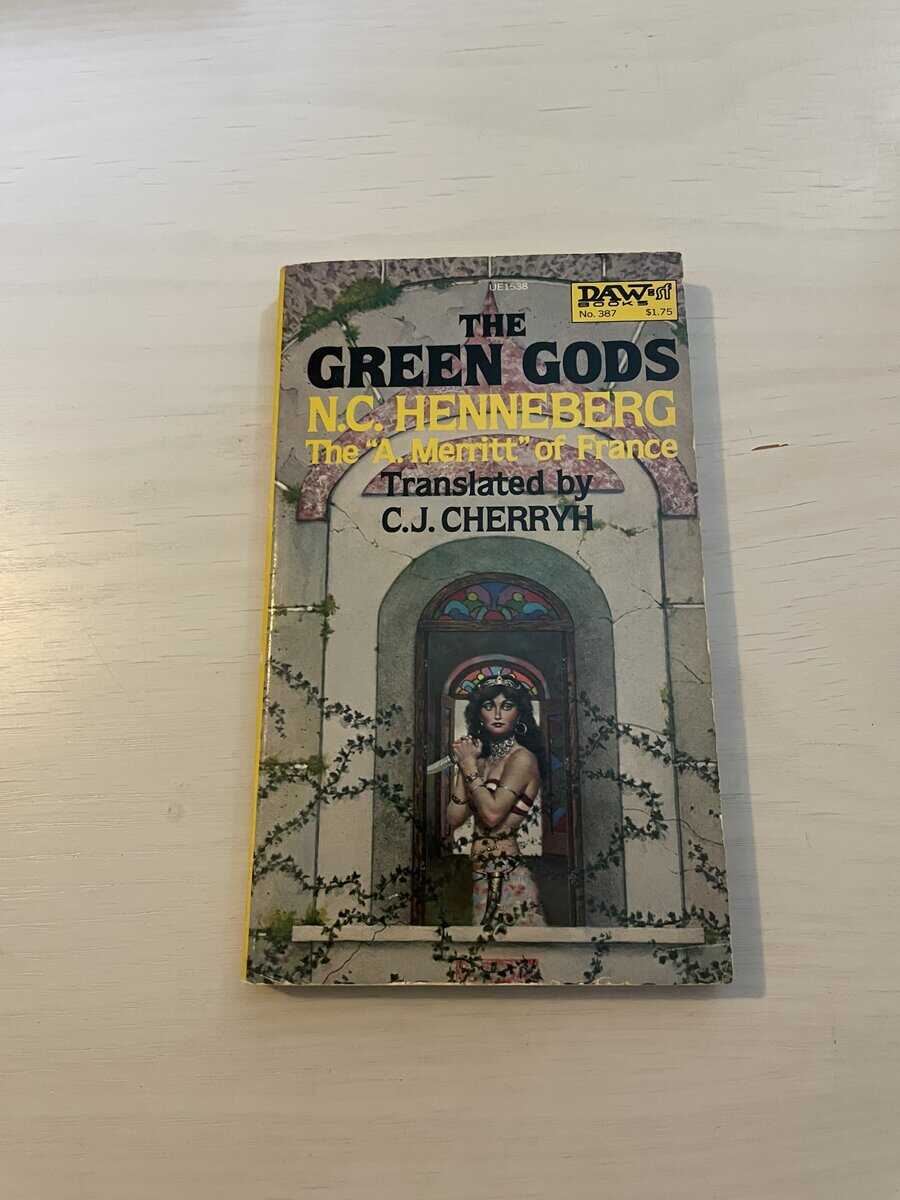 UE1538
DAW sf
BOOKS
No. 387 $1.75
THE
GREEN GODS
N.C. HENNEBERG
The "A. Merritt" of France
Translated by
C.J. CHERRYH